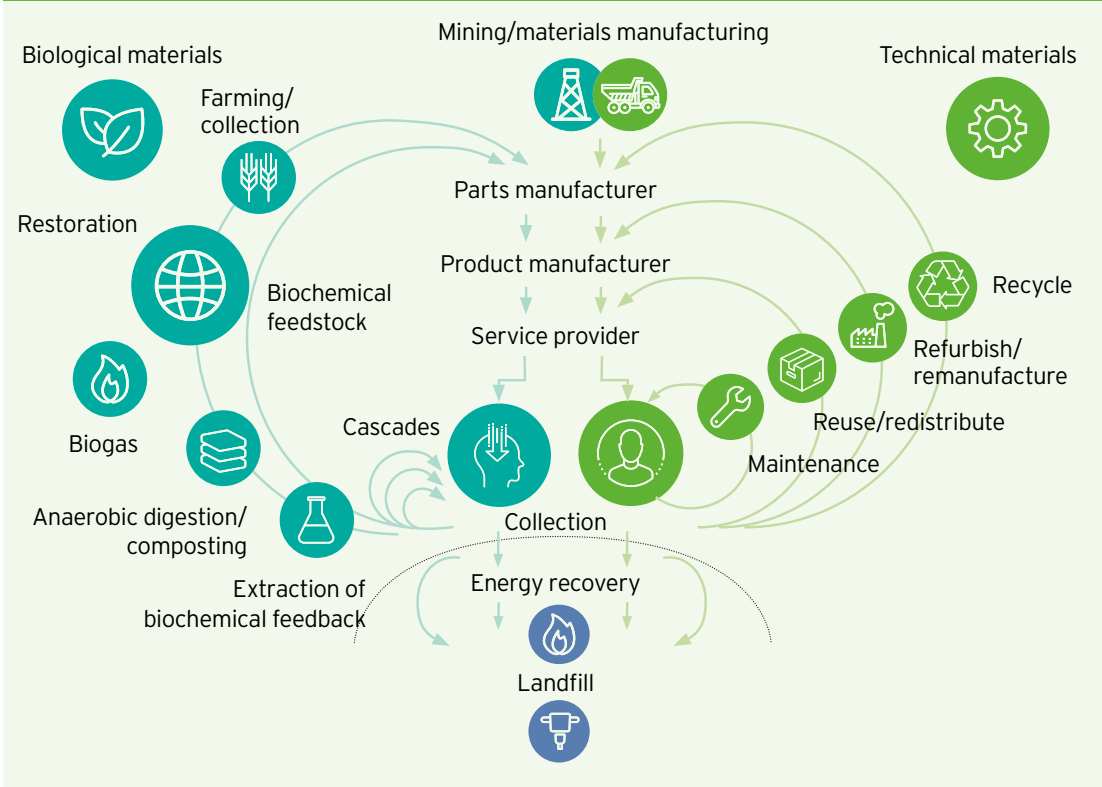 Mining/materials manufacturing
Biological materials
Technical materials
Farming/
collection
Parts manufacturer
Restoration
Product manufacturer
Biochemical
feedstock
Recycle
Service provider
Refurbish/
remanufacture
Reuse/redistribute
Cascades
Biogas
Maintenance
Anaerobic digestion/
composting
Collection
Extraction of
biochemical feedback
Energy recovery
Landfill